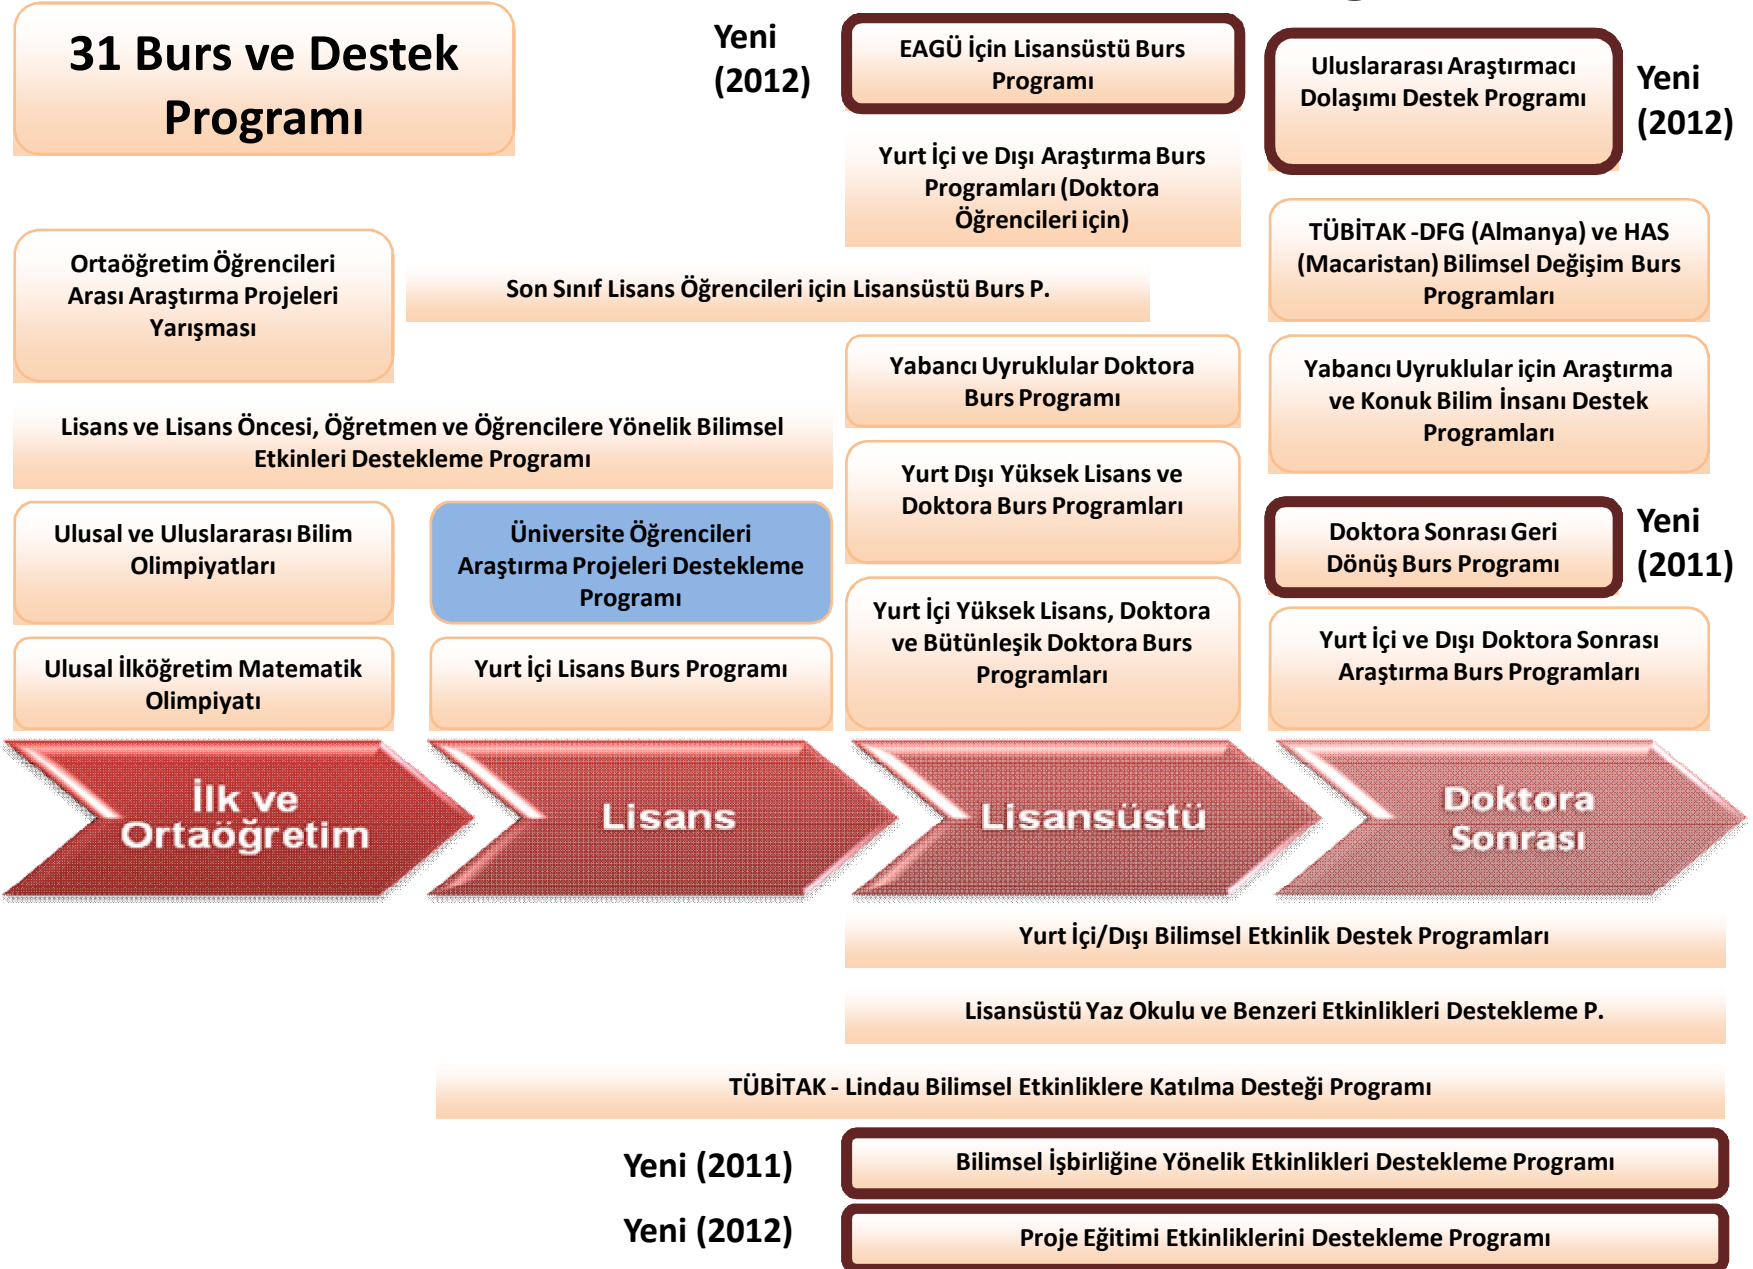 31 Burs ve Destek
Programı
Yeni
(2012)
EAGÜ İçin Lisansüstü Burs
Programı
Uluslararası Araştırmacı
Dolaşımı Destek Programı
Yeni
(2012)
Yurt İçi ve Dışı Araştırma Burs
Programları (Doktora
Öğrencileri için)
TÜBİTAK -DFG (Almanya) ve HAS
(Macaristan) Bilimsel Değişim Burs
Programları
Ortaöğretim Öğrencileri
Arası Araştırma Projeleri
Yarışması
Son Sınıf Lisans Öğrencileri için Lisansüstü Burs P.
Yabancı Uyruklular Doktora
Burs Programı
Yabancı Uyruklular için Araştırma
ve Konuk Bilim İnsanı Destek
Programları
Lisans ve Lisans Öncesi, Öğretmen ve Öğrencilere Yönelik Bilimsel
Etkinleri Destekleme Programı
Yurt Dışı Yüksek Lisans ve
Doktora Burs Programları
Ulusal ve Uluslararası Bilim
Olimpiyatları
Üniversite Öğrencileri
Araştırma Projeleri Destekleme
Programı
Doktora Sonrası Geri
Dönüş Burs Programı
Yeni
(2011)
Yurt İçi Yüksek Lisans, Doktora
ve Bütünleşik Doktora Burs
Programları
Yurt İçi ve Dışı Doktora Sonrası
Araştırma Burs Programları
Ulusal İlköğretim Matematik
Olimpiyatı
Yurt İçi Lisans Burs Programı
İlk ve
Ortaöğretim
Lisans
Lisansüstü
Doktora
Sonrası
Yurt İçi/Dışı Bilimsel Etkinlik Destek Programları
Lisansüstü Yaz Okulu ve Benzeri Etkinlikleri Destekleme P.
TÜBİTAK - Lindau Bilimsel Etkinliklere Katılma Desteği Programı
Yeni (2011)
Bilimsel İşbirliğine Yönelik Etkinlikleri Destekleme Programı
Yeni (2012)
Proje Eğitimi Etkinliklerini Destekleme Programı